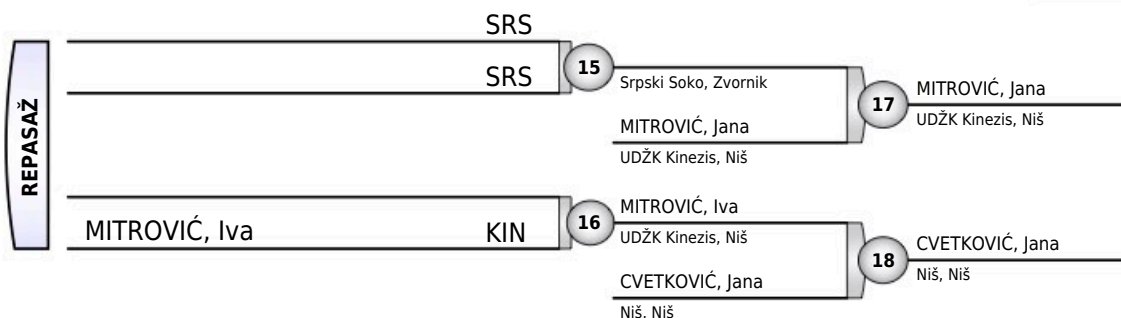 REPASAŽ
SRS
SRS
15
Srpski Soko, Zvornik
MITROVIĆ, Jana
UDŽK Kinezis, Niš
17
MITROVIĆ, Jana
UDŽK Kinezis, Niš
MITROVIĆ, Iva
KIN
16
MITROVIĆ, Iva
UDŽK Kinezis, Niš
CVETKOVIĆ, Jana
Niš, Niš
18
CVETKOVIĆ, Jana
Niš, Niš